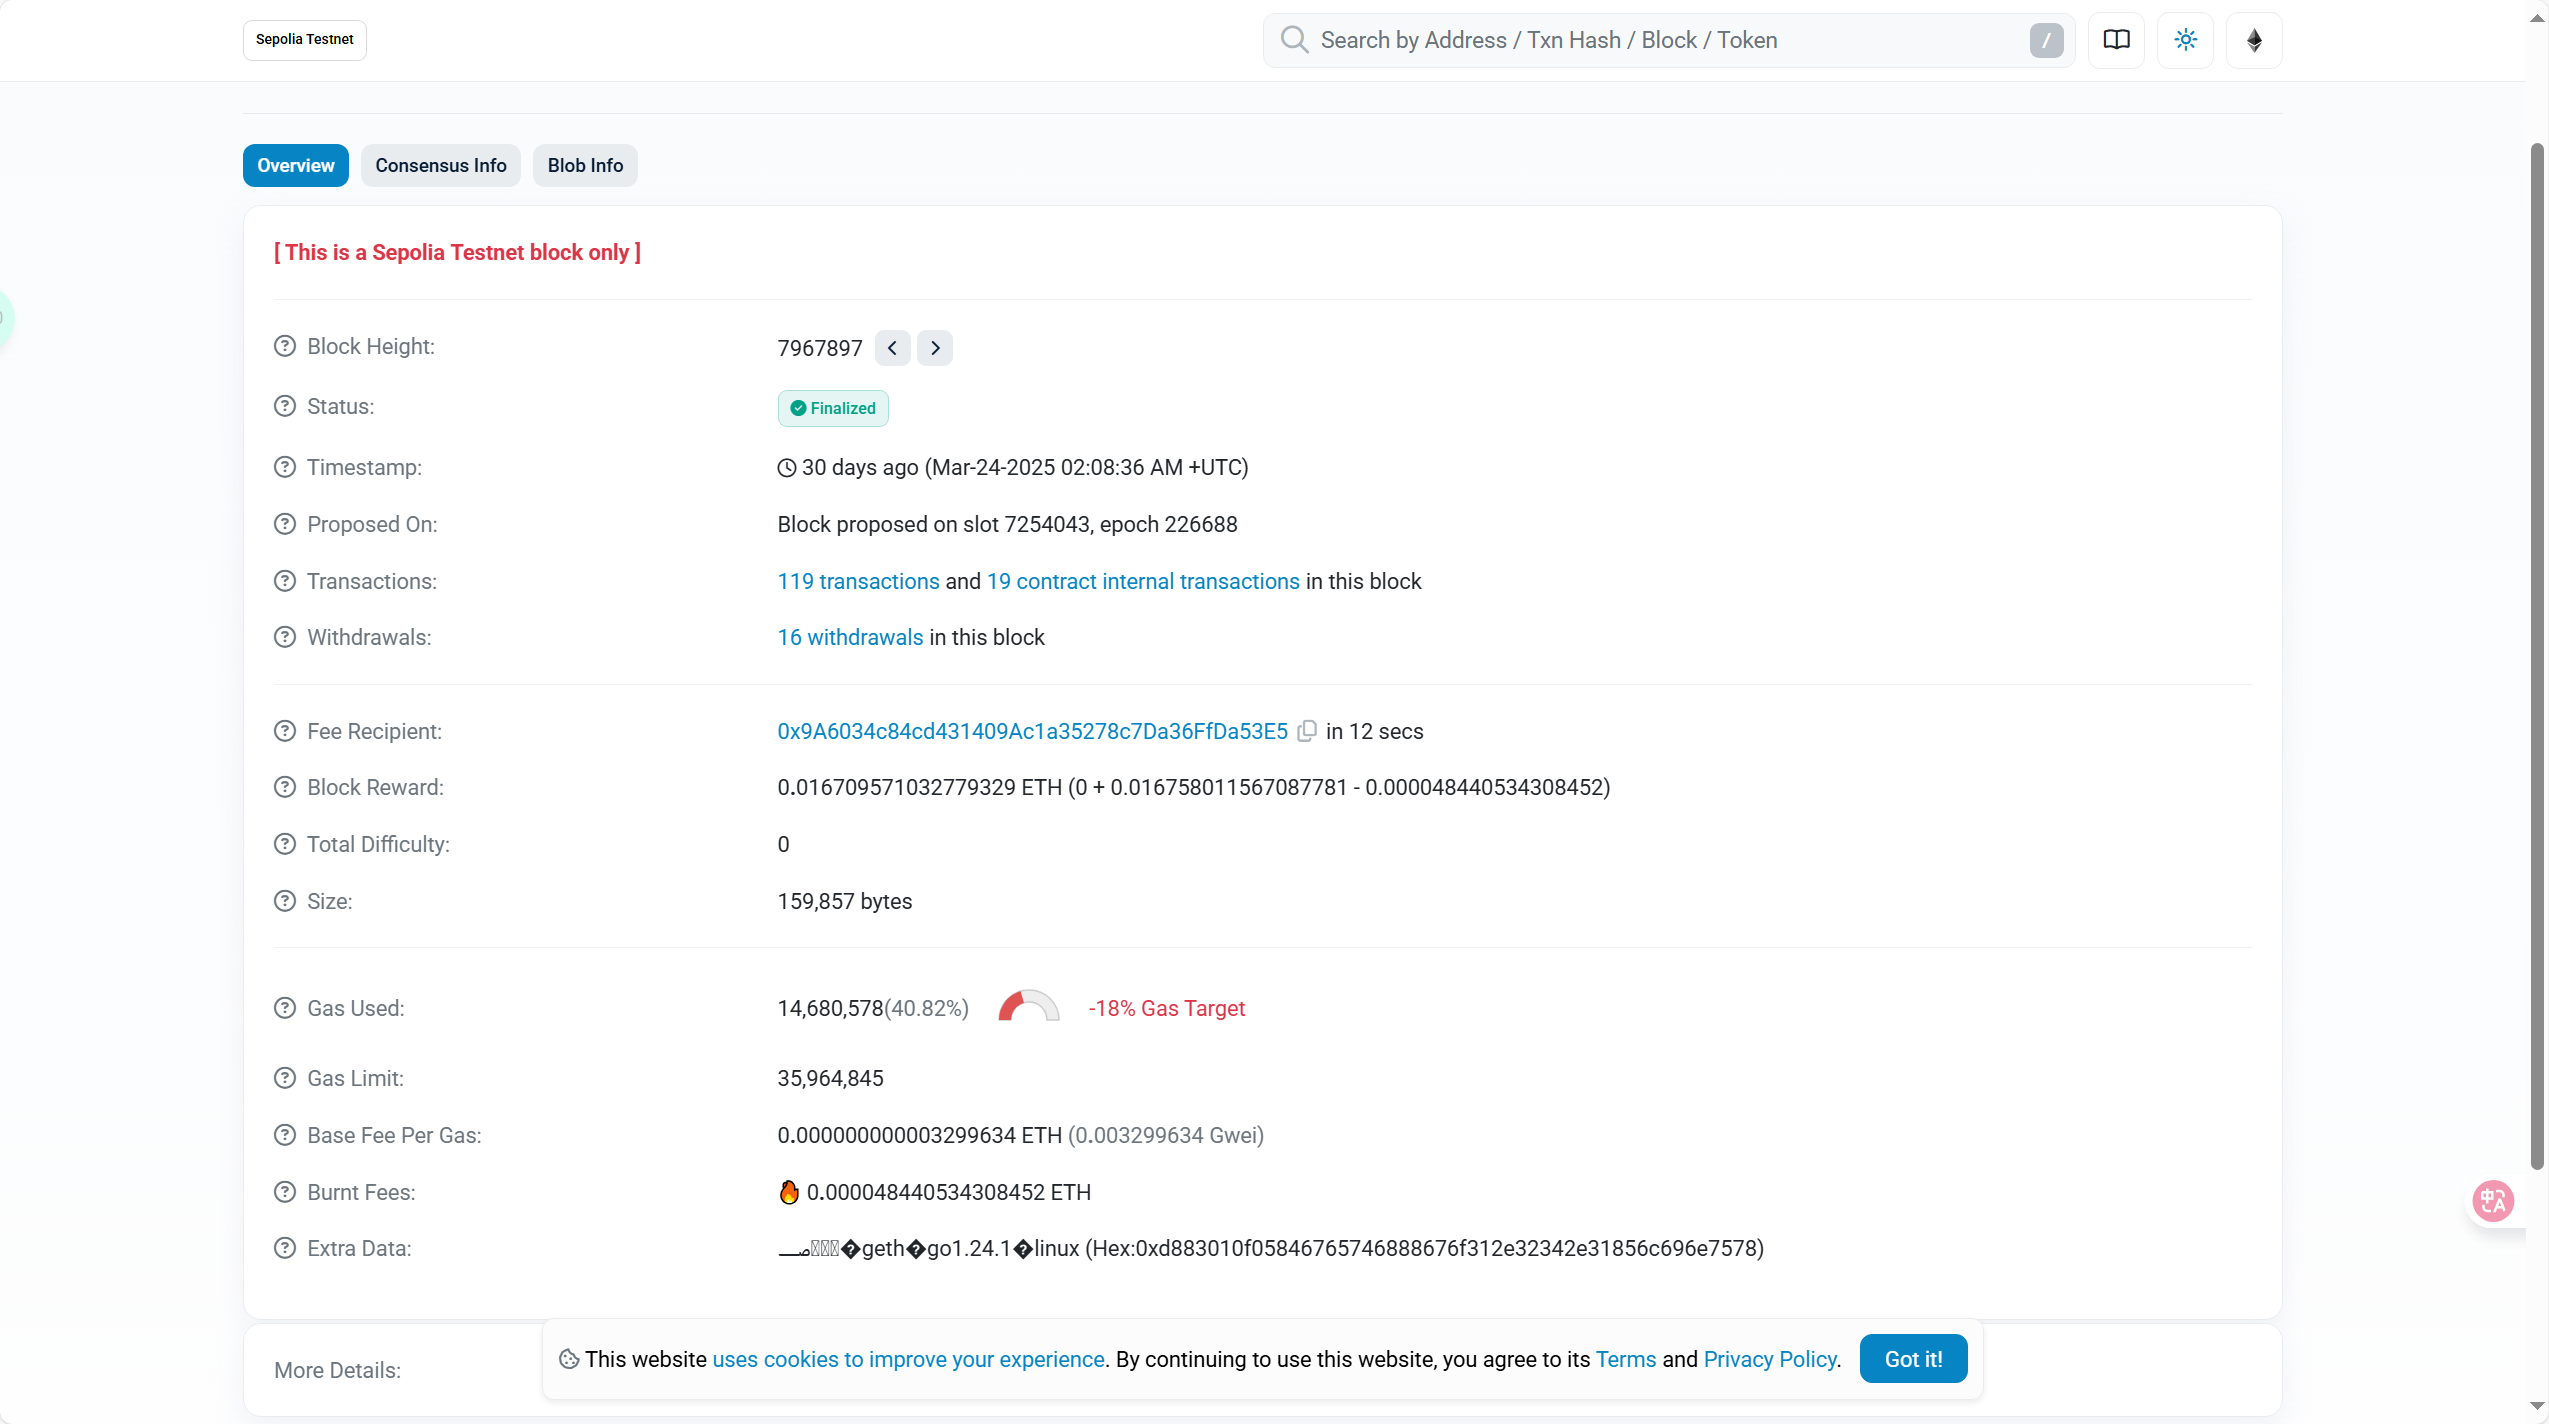 Sepolia Testnet
Search by Address / Txn Hash / Block / Token
/
Overview
Consensus Info
Blob Info
[ This is a Sepolia Testnet block only ]
Block Height: 7967897
Status: Finalized
Timestamp: 30 days ago (Mar-24-2025 02:08:36 AM +UTC)
Proposed On: Block proposed on slot 7254043, epoch 226688
Transactions: 119 transactions and 19 contract internal transactions in this block
Withdrawals: 16 withdrawals in this block
Fee Recipient: 0x9A6034c84cd431409Ac1a35278c7Da36FfDa53E5 in 12 secs
Block Reward: 0.016709571032779329 ETH (0 + 0.016758011567087781 - 0.000048440534308452)
Total Difficulty: 0
Size: 159,857 bytes
Gas Used: 14,680,578(40.82%) -18% Gas Target
Gas Limit: 35,964,845
Base Fee Per Gas: 0.000000000003299634 ETH (0.003299634 Gwei)
Burnt Fees: 🔥 0.000048440534308452 ETH
Extra Data: �geth�go1.24.1�linux (Hex:0xd883010f05846765746888676f312e32342e31856c696e7578)
More Details:
This website uses cookies to improve your experience. By continuing to use this website, you agree to its Terms and Privacy Policy.
Got it!
中A